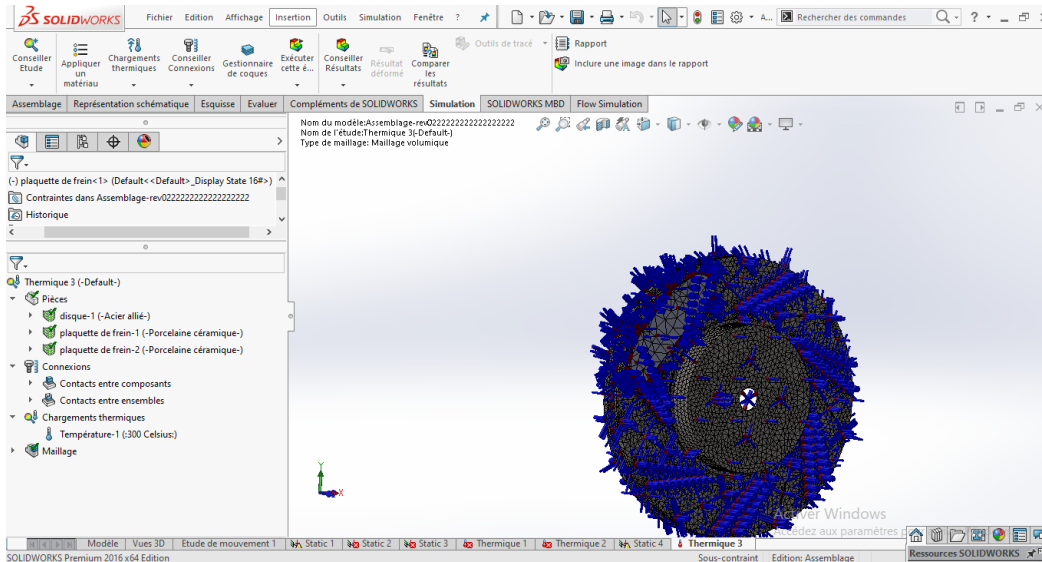 SOLIDWORKS
Fichier Edition Affichage Insertion Outils Simulation Fenêtre ?
A...
Rechercher des commandes
?
Conseiller Etude
Appliquer un matériau
Chargements thermiques
Conseiller Connexions
Gestionnaire de coques
Exécuter cette é...
Conseiller Résultats
Résultat déformé
Comparer les résultats
Outils de tracé
Rapport
Inclure une image dans le rapport
Assemblage Représentation schématique Esquisse Evaluer Compléments de SOLIDWORKS Simulation SOLIDWORKS MBD Flow Simulation
Nom du modèle:Assemblage-rev0222222222222222222
Nom de l'étude:Thermique 3(-Default-)
Type de maillage: Maillage volumique
(-) plaquette de frein<1> (Default<<Default>_Display State 16#>)
Contraintes dans Assemblage-rev0222222222222222222
Historique
Thermique 3 (-Default-)
Pièces
disque-1 (-Acier allié-)
plaquette de frein-1 (-Porcelaine céramique-)
plaquette de frein-2 (-Porcelaine céramique-)
Connexions
Contacts entre composants
Contacts entre ensembles
Chargements thermiques
Température-1 (:300 Celsius:)
Maillage
Y
X
Windows
Accédez aux paramètres
Modèle Vues 3D Etude de mouvement 1 Static 1 Static 2 Static 3 Thermique 1 Thermique 2 Static 4 Thermique 3
Ressources SOLIDWORKS
SOLIDWORKS Premium 2016 x64 Edition
Sous-contraint Edition: Assemblage